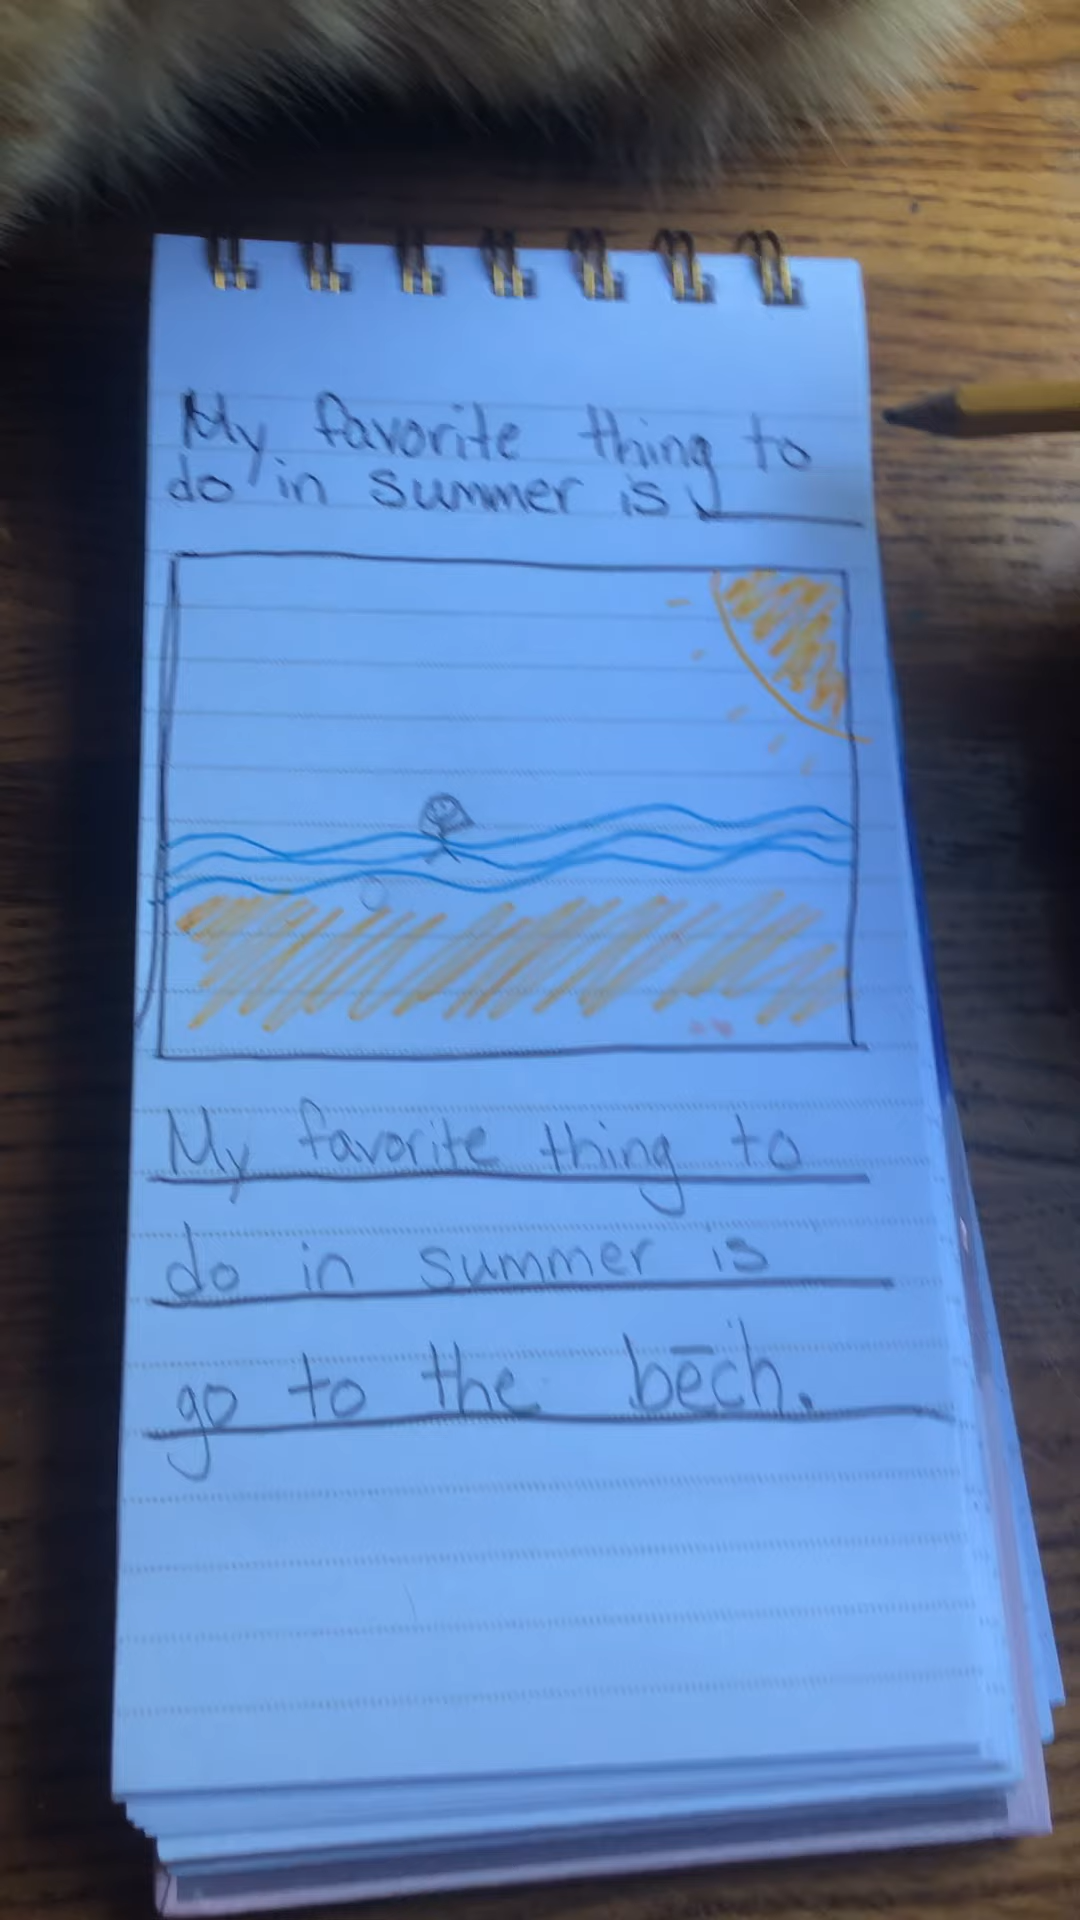 My favorite thing to
do in summer is ______
My favorite thing to
do in summer is
go to the bēch.